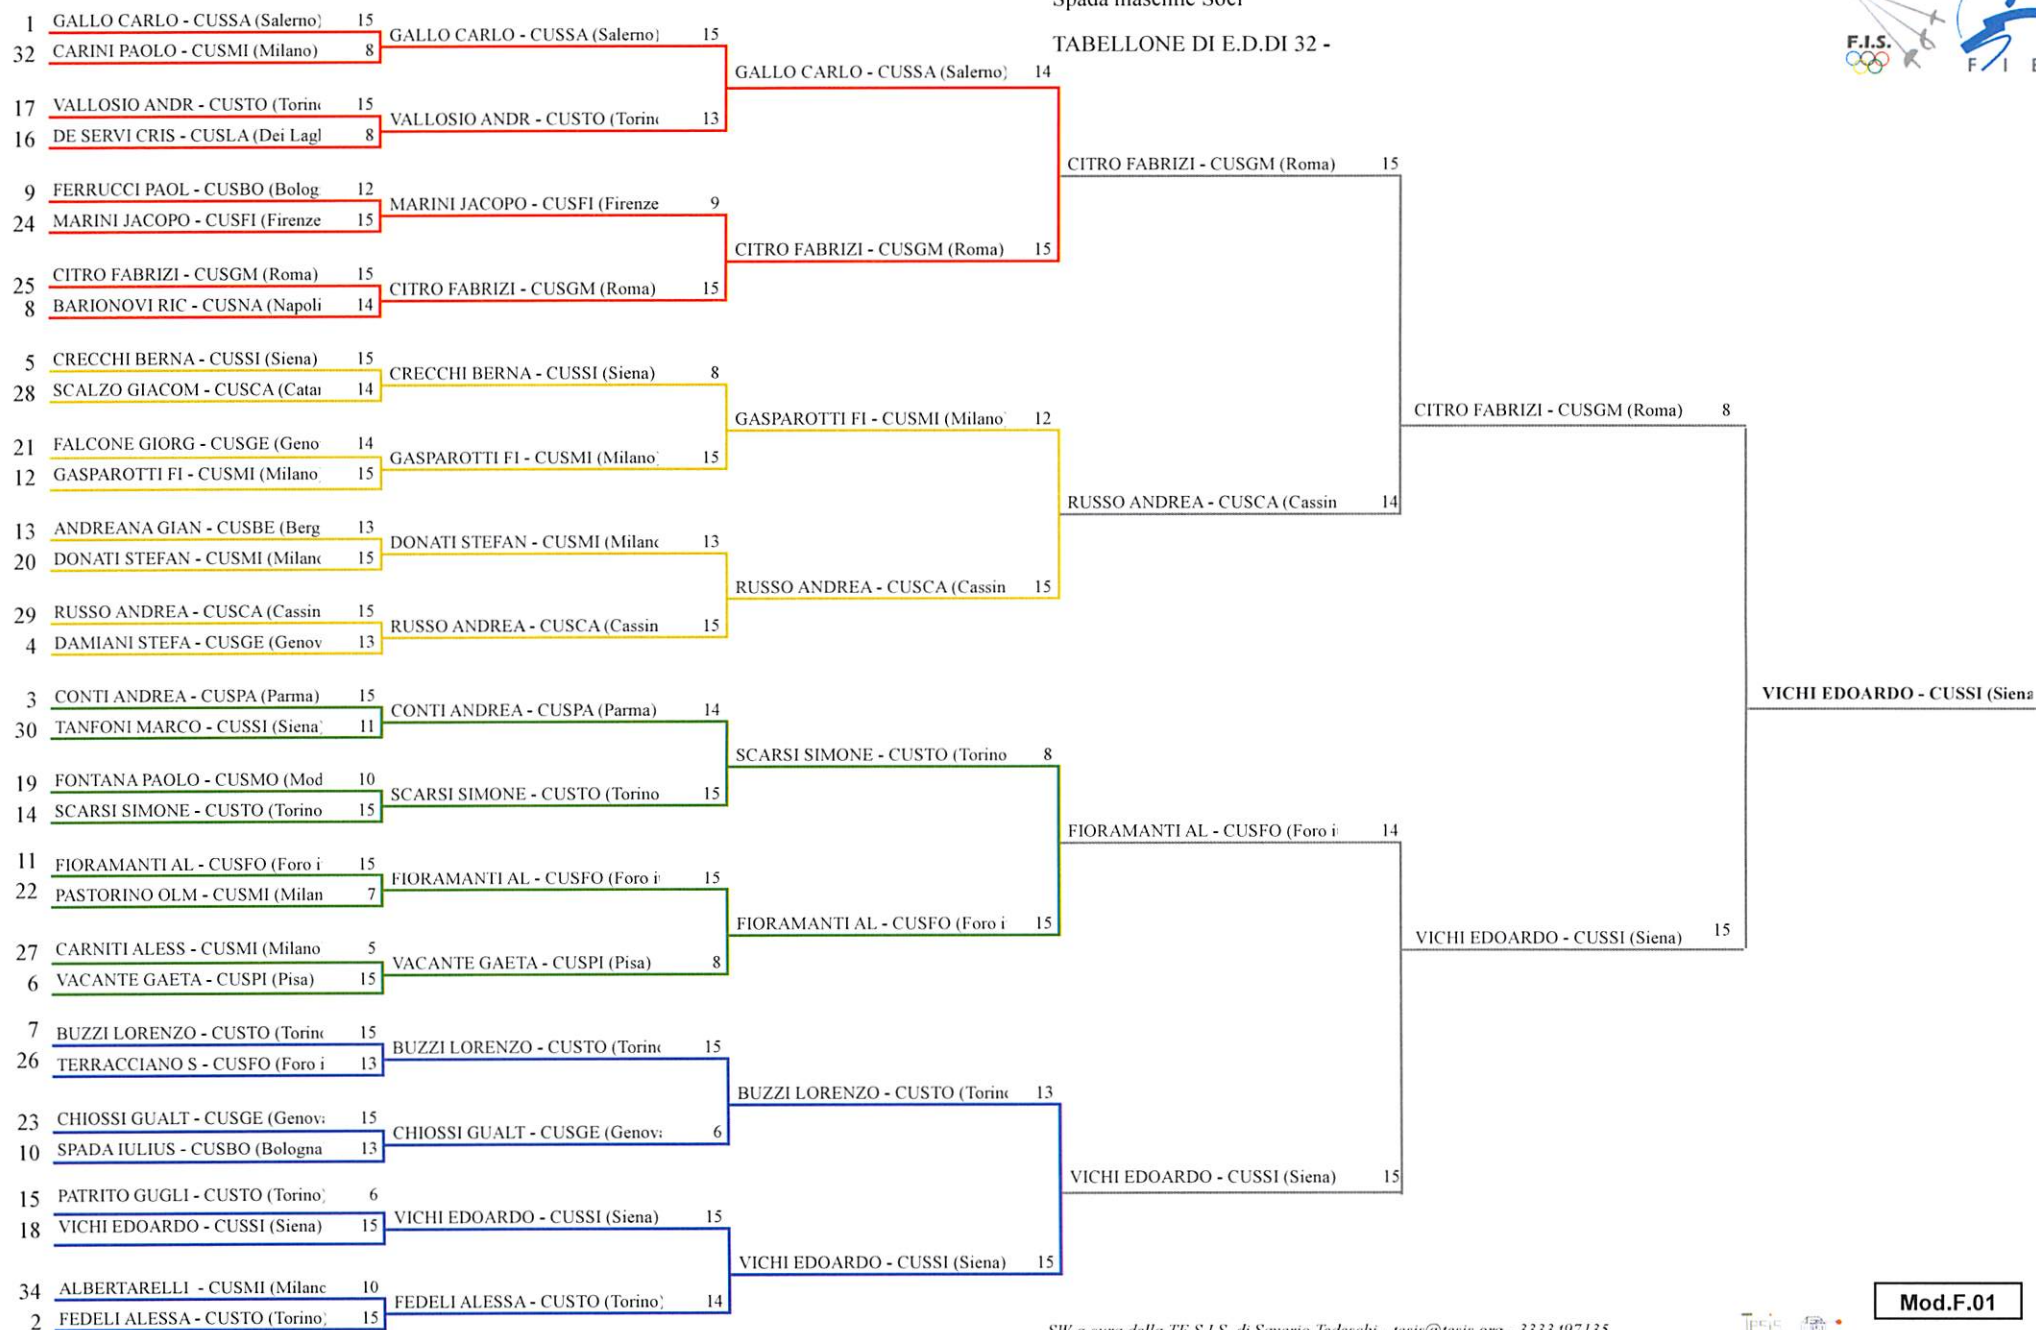 TABELLONE DI E.D.DI 32 -
F.I.S.
F I E
1 GALLO CARLO - CUSSA (Salerno) 15
32 CARINI PAOLO - CUSMI (Milano) 8
17 VALLOSIO ANDR - CUSTO (Torino 15
16 DE SERVI CRIS - CUSLA (Dei Lagl 8
9 FERRUCCI PAOL - CUSBO (Bolog 12
24 MARINI JACOPO - CUSFI (Firenze 15
25 CITRO FABRIZI - CUSGM (Roma) 15
8 BARIONOVI RIC - CUSNA (Napoli 14
5 CRECCHI BERNA - CUSSI (Siena) 15
28 SCALZO GIACOM - CUSCA (Catai 14
21 FALCONE GIORG - CUSGE (Geno 14
12 GASPAROTTI FI - CUSMI (Milano 15
13 ANDREANA GIAN - CUSBE (Berg 13
20 DONATI STEFAN - CUSMI (Milano 15
29 RUSSO ANDREA - CUSCA (Cassin 15
4 DAMIANI STEFA - CUSGE (Genov 13
3 CONTI ANDREA - CUSPA (Parma) 15
30 TANFONI MARCO - CUSSI (Siena) 11
19 FONTANA PAOLO - CUSMO (Mod 10
14 SCARSI SIMONE - CUSTO (Torino 15
11 FIORAMANTI AL - CUSFO (Foro i 15
22 PASTORINO OLM - CUSMI (Milan 7
27 CARNITI ALESS - CUSMI (Milano 5
6 VACANTE GAETA - CUSPI (Pisa) 15
7 BUZZI LORENZO - CUSTO (Torino 15
26 TERRACCIANO S - CUSFO (Foro i 13
23 CHIOSSI GUALT - CUSGE (Genova 15
10 SPADA IULIUS - CUSBO (Bologna 13
15 PATRITO GUGLI - CUSTO (Torino) 6
18 VICHI EDOARDO - CUSSI (Siena) 15
34 ALBERTARELLI - CUSMI (Milano 10
2 FEDELI ALESSA - CUSTO (Torino) 15
GALLO CARLO - CUSSA (Salerno) 15
VALLOSIO ANDR - CUSTO (Torino 13
MARINI JACOPO - CUSFI (Firenze 9
CITRO FABRIZI - CUSGM (Roma) 15
CRECCHI BERNA - CUSSI (Siena) 8
GASPAROTTI FI - CUSMI (Milano) 15
DONATI STEFAN - CUSMI (Milano 13
RUSSO ANDREA - CUSCA (Cassin 15
CONTI ANDREA - CUSPA (Parma) 14
SCARSI SIMONE - CUSTO (Torino 15
FIORAMANTI AL - CUSFO (Foro i 15
VACANTE GAETA - CUSPI (Pisa) 8
BUZZI LORENZO - CUSTO (Torino 15
CHIOSSI GUALT - CUSGE (Genova 6
VICHI EDOARDO - CUSSI (Siena) 15
FEDELI ALESSA - CUSTO (Torino) 14
GALLO CARLO - CUSSA (Salerno) 14
CITRO FABRIZI - CUSGM (Roma) 15
GASPAROTTI FI - CUSMI (Milano) 12
RUSSO ANDREA - CUSCA (Cassin 15
SCARSI SIMONE - CUSTO (Torino 8
FIORAMANTI AL - CUSFO (Foro i 15
BUZZI LORENZO - CUSTO (Torino 13
VICHI EDOARDO - CUSSI (Siena) 15
CITRO FABRIZI - CUSGM (Roma) 15
RUSSO ANDREA - CUSCA (Cassin 14
FIORAMANTI AL - CUSFO (Foro i 14
VICHI EDOARDO - CUSSI (Siena) 15
CITRO FABRIZI - CUSGM (Roma) 8
VICHI EDOARDO - CUSSI (Siena) 15
VICHI EDOARDO - CUSSI (Siena
Mod.F.01